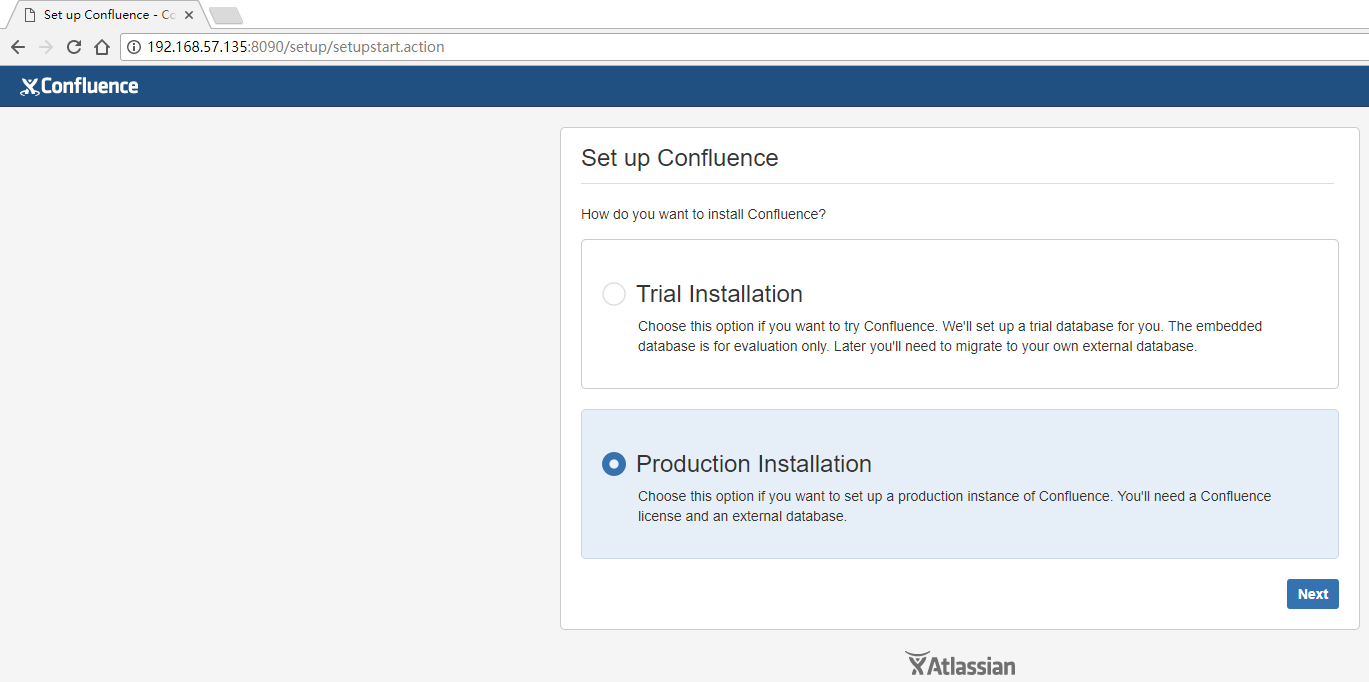 Set up Confluence - Co
192.168.57.135:8090/setup/setupstart.action
Confluence
Set up Confluence
How do you want to install Confluence?
Trial Installation
Choose this option if you want to try Confluence. We'll set up a trial database for you. The embedded
database is for evaluation only. Later you'll need to migrate to your own external database.
Production Installation
Choose this option if you want to set up a production instance of Confluence. You'll need a Confluence
license and an external database.
Next
Atlassian